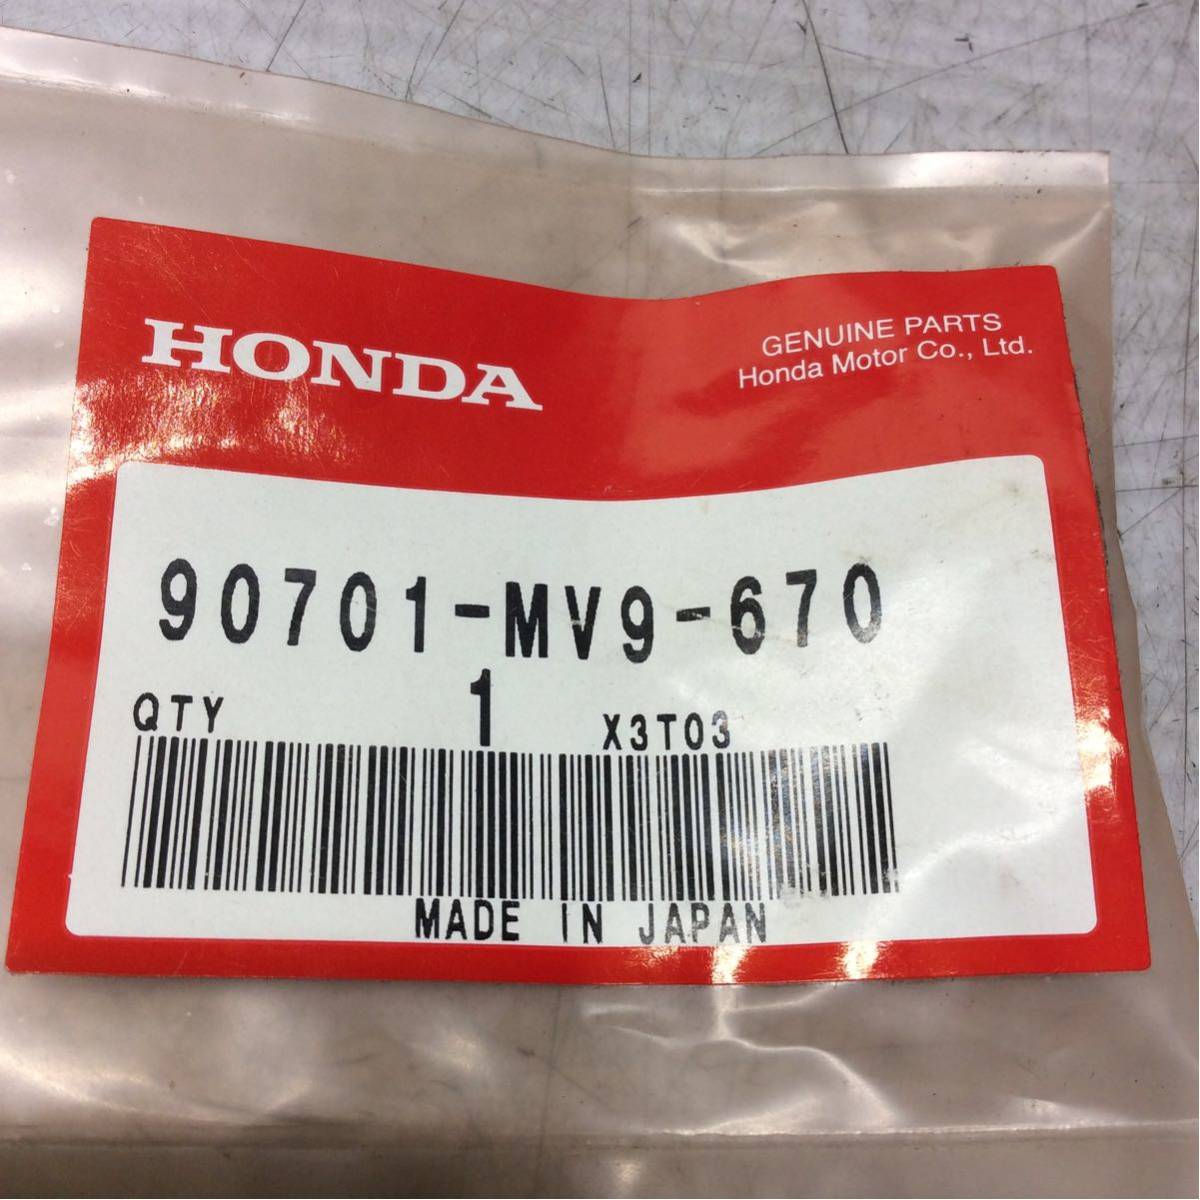 HONDA
GENUINE PARTS
Honda Motor Co., Ltd.
90701-MV9-670
QTY 1 X3T03
MADE IN JAPAN